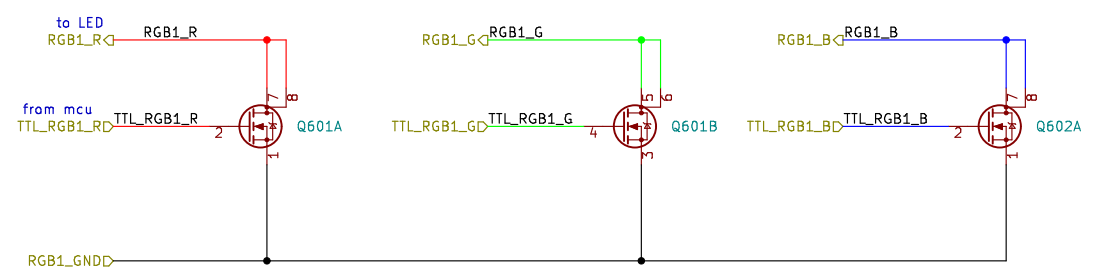 to LED
RGB1_R RGB1_R RGB1_G RGB1_G RGB1_B RGB1_B
7 8 5 6 7 8
from mcu
TTL_RGB1_R TTL_RGB1_R 2 Q601A TTL_RGB1_G TTL_RGB1_G 4 Q601B TTL_RGB1_B TTL_RGB1_B 2 Q602A
1 3 1
RGB1_GND